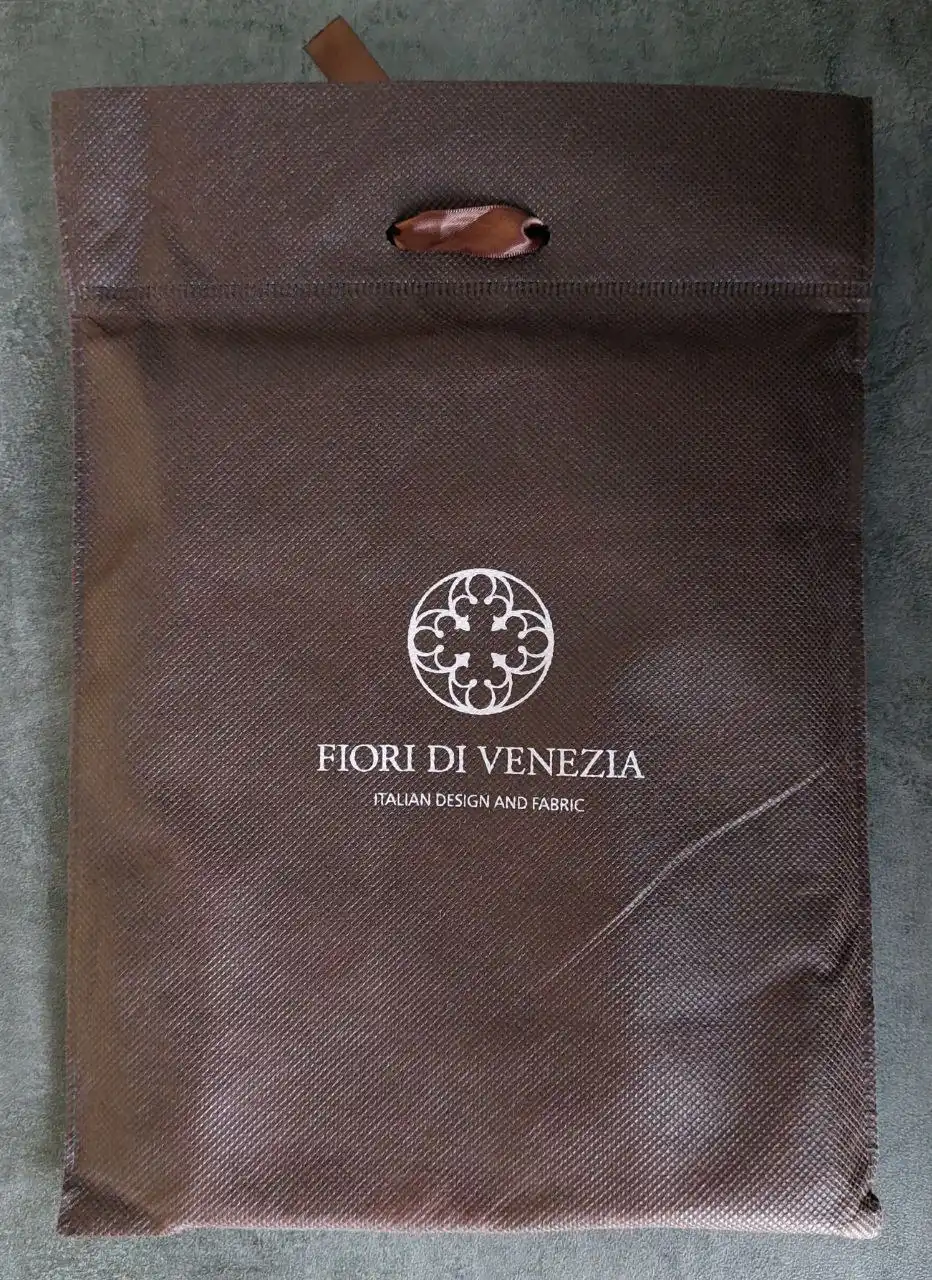 FIORI DI VENEZIA
ITALIAN DESIGN AND FABRIC